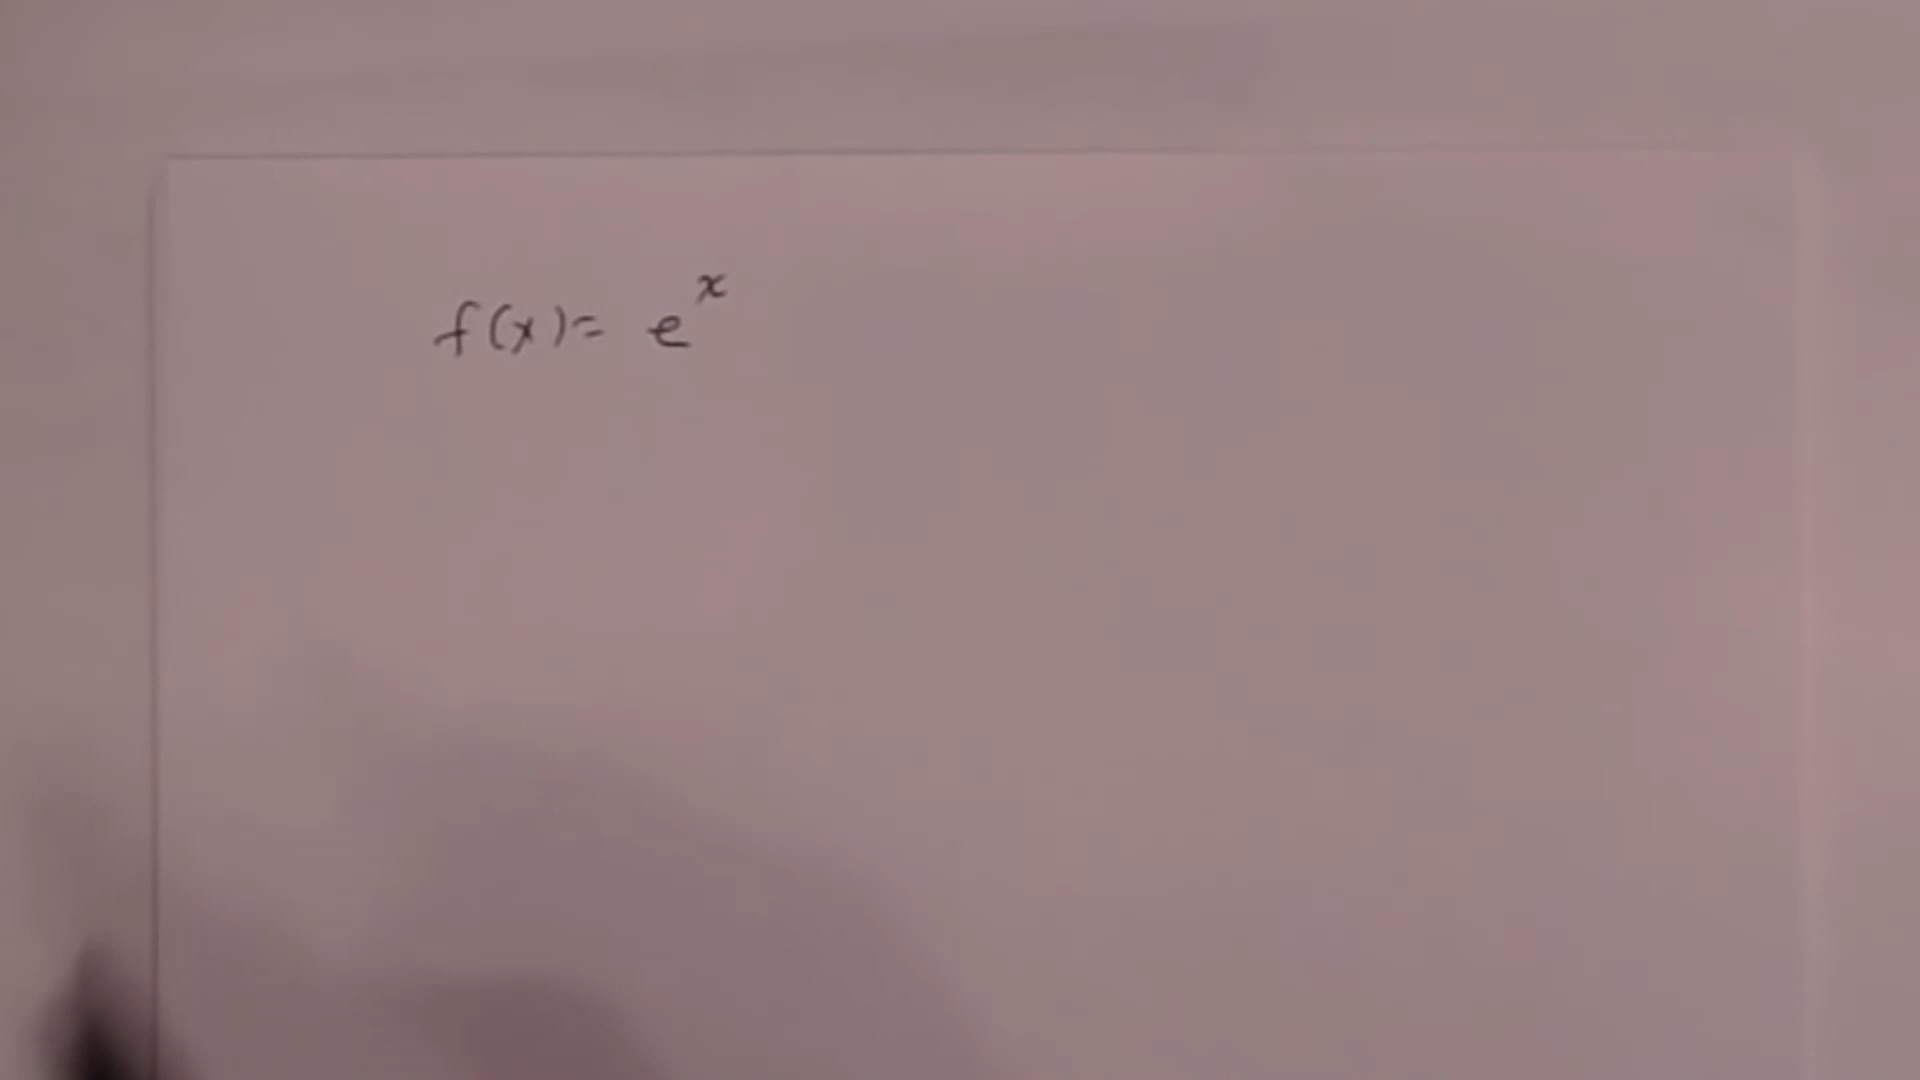 f(x) = e^x